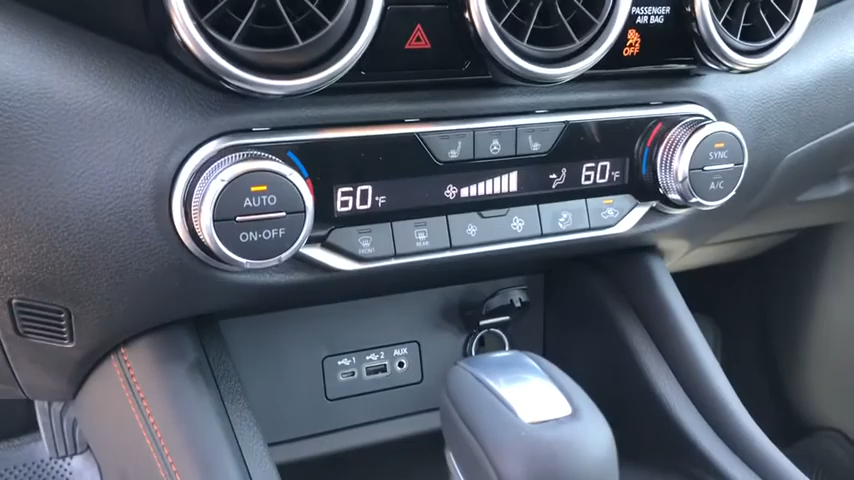 PASSENGER
AIR BAG
OFF
60°F
60°F
AUTO
ON·OFF
SYNC
A/C
FRONT
REAR
1
2
AUX